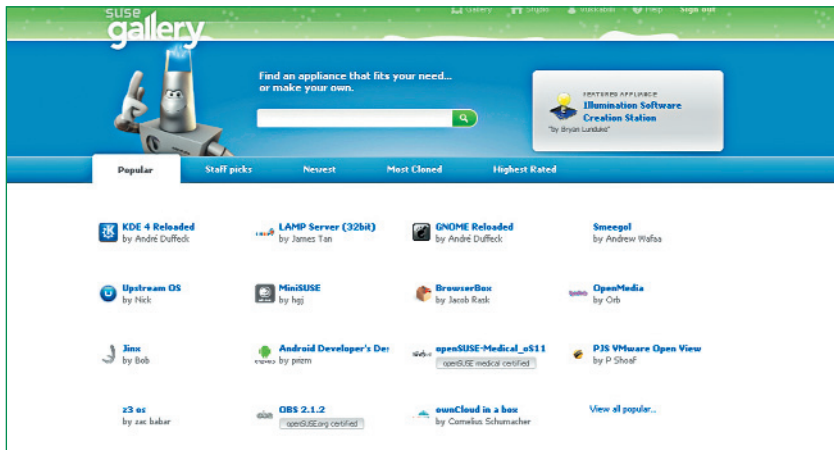 suse
gallery
Gallery Studio Help Sign out
Find an appliance that fits your need...
or make your own.
FEATURED APPLIANCE
Illumination Software
Creation Station
"by Bryan Lunduke"
Popular Staff picks Newest Most Cloned Highest Rated
KDE 4 Reloaded
by André Duffeck
LAMP Server (32bit)
by James Tan
GNOME Reloaded
by André Duffeck
Smeegol
by Andrew Wafaa
Upstream OS
by Nick
MiniSUSE
by hgj
BrowserBox
by Jacob Rask
OpenMedia
by Orb
Jinx
by Bob
Android Developer's De
by priem
openSUSE-Medical_oS11
openSUSE medical certified
PJS VMware Open View
by P Shoaf
z3 os
by zac babar
OBS 2.1.2
openSUSE.org certified
ownCloud in a box
by Cornelius Schumacher
View all popular...